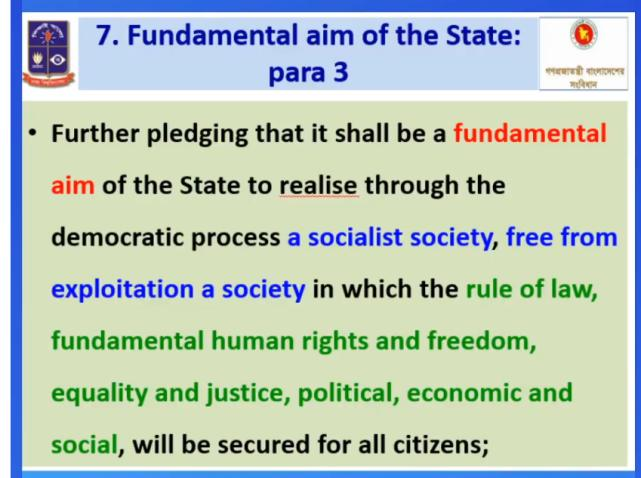 7. Fundamental aim of the State:
para 3
গণপ্রজাতন্ত্রী বাংলাদেশের
সংবিধান
• Further pledging that it shall be a fundamental
aim of the State to realise through the
democratic process a socialist society, free from
exploitation a society in which the rule of law,
fundamental human rights and freedom,
equality and justice, political, economic and
social, will be secured for all citizens;